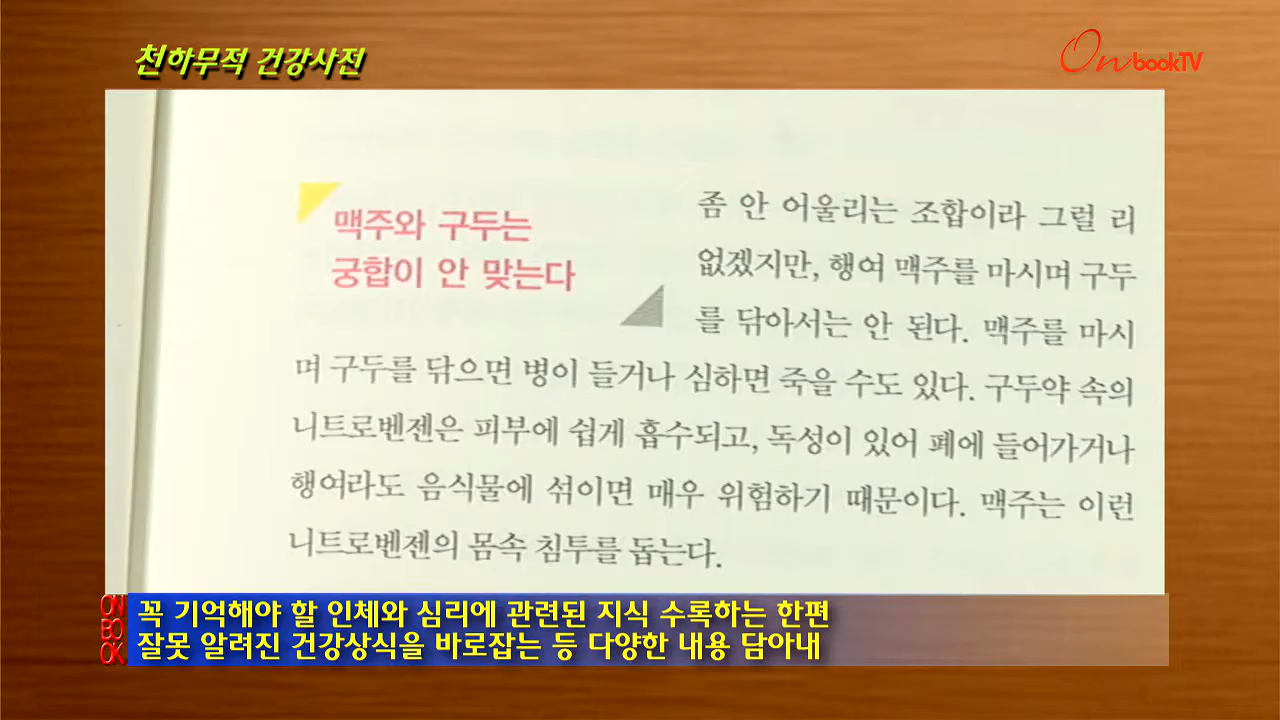 천하무적 건강사전
On bookTV
맥주와 구두는
궁합이 안 맞는다
좀 안 어울리는 조합이라 그럴 리
없겠지만, 행여 맥주를 마시며 구두
를 닦아서는 안 된다. 맥주를 마시
며 구두를 닦으면 병이 들거나 심하면 죽을 수도 있다. 구두약 속의
니트로벤젠은 피부에 쉽게 흡수되고, 독성이 있어 폐에 들어가거나
행여라도 음식물에 섞이면 매우 위험하기 때문이다. 맥주는 이런
니트로벤젠의 몸속 침투를 돕는다.
ON
BO
OK
꼭 기억해야 할 인체와 심리에 관련된 지식 수록하는 한편
잘못 알려진 건강상식을 바로잡는 등 다양한 내용 담아내